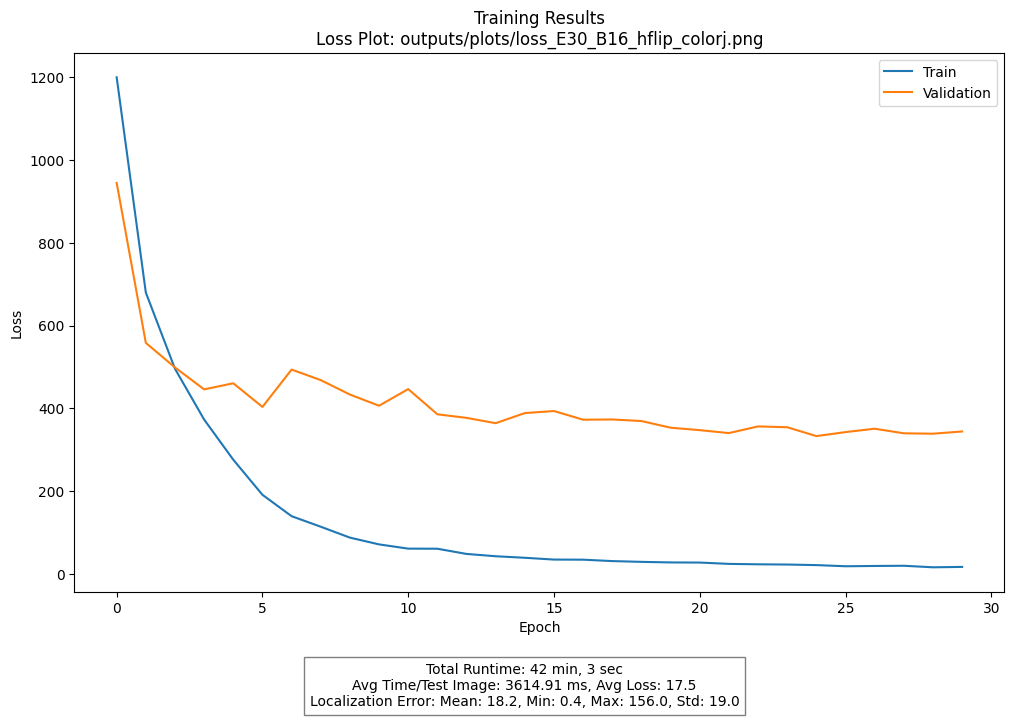 Training Results
Loss Plot: outputs/plots/loss_E30_B16_hflip_colorj.png
Train
Validation
1200
1000
800
600
400
200
0
Loss
0 5 10 15 20 25 30
Epoch
Total Runtime: 42 min, 3 sec
Avg Time/Test Image: 3614.91 ms, Avg Loss: 17.5
Localization Error: Mean: 18.2, Min: 0.4, Max: 156.0, Std: 19.0